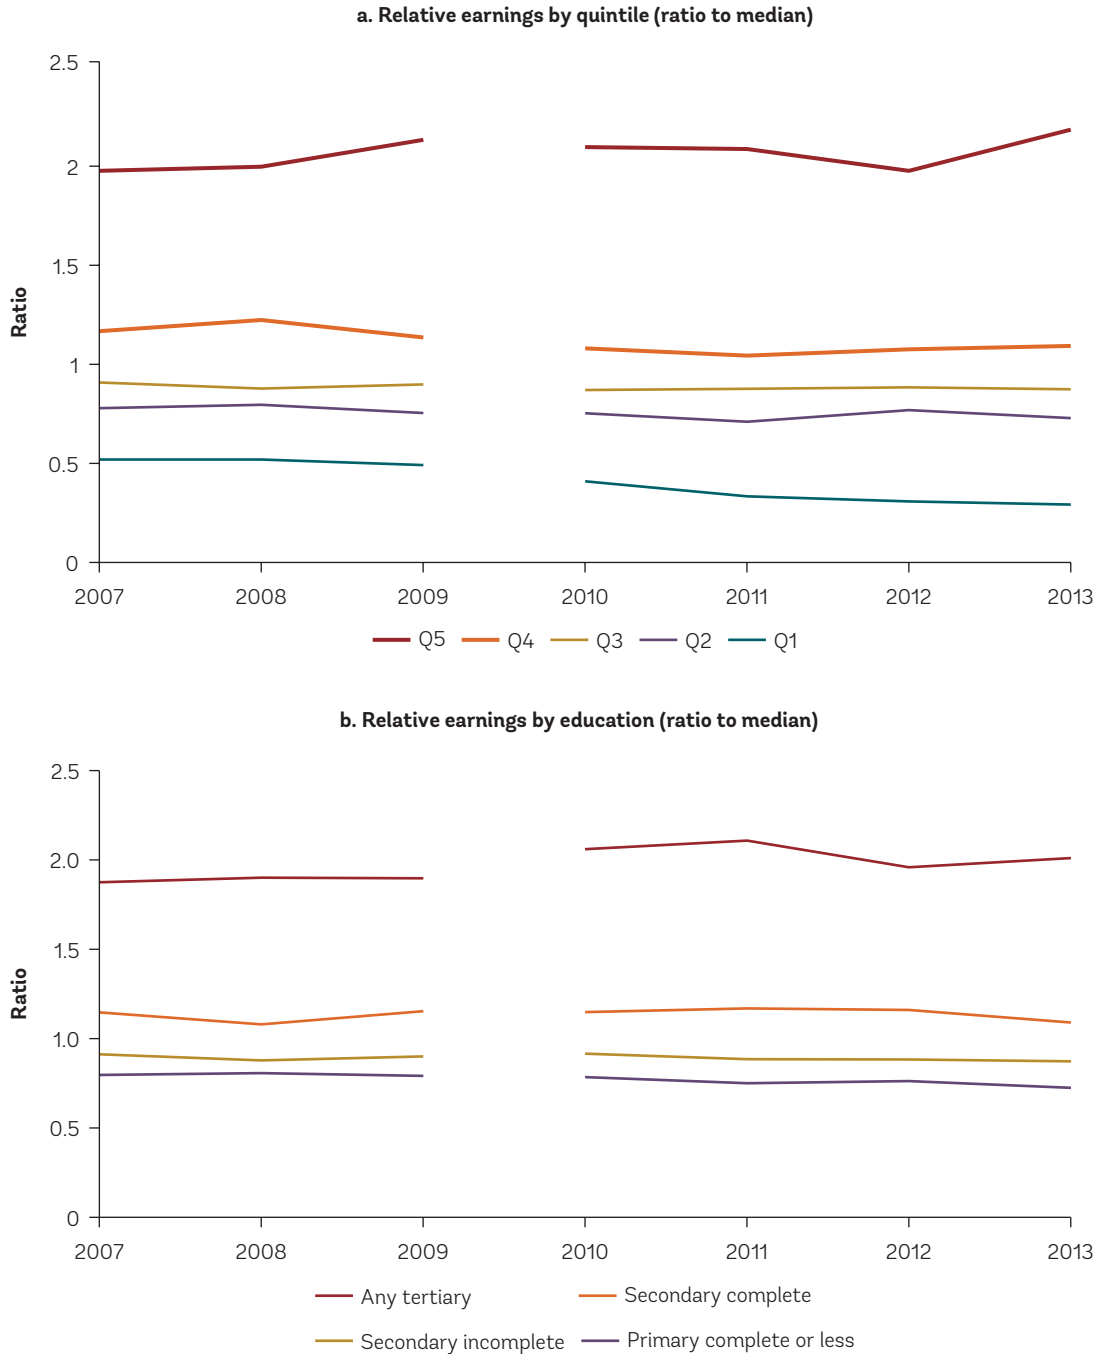 a. Relative earnings by quintile (ratio to median)
2.5
2
1.5
1
0.5
0
Ratio
2007 2008 2009 2010 2011 2012 2013
Q5 Q4 Q3 Q2 Q1
b. Relative earnings by education (ratio to median)
2.5
2.0
1.5
1.0
0.5
0
Ratio
2007 2008 2009 2010 2011 2012 2013
Any tertiary Secondary complete
Secondary incomplete Primary complete or less